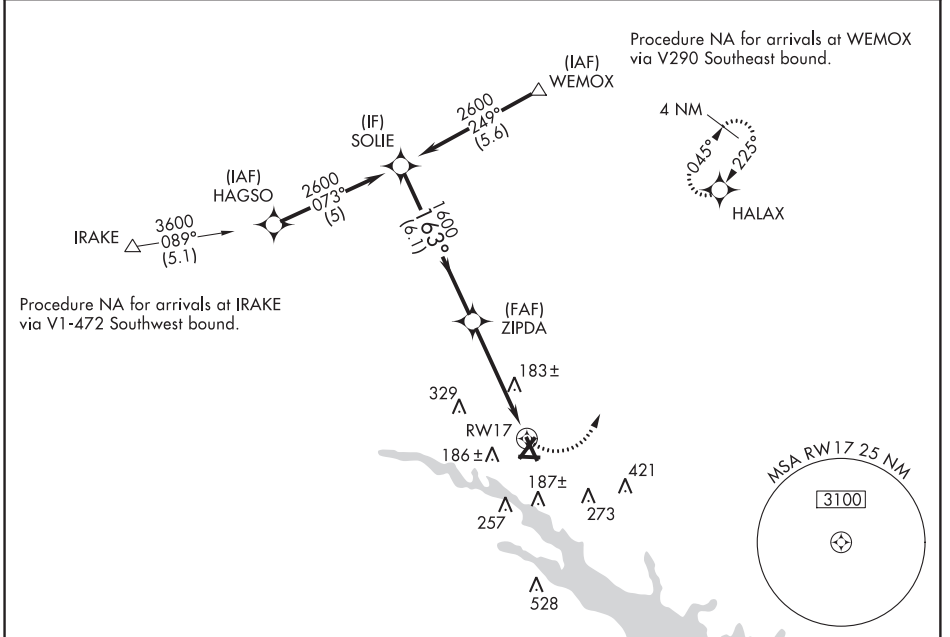 Procedure NA for arrivals at WEMOX
via V290 Southeast bound.
(IAF)
WEMOX
2600
249°
(5.6)
4 NM
045°
225°
HALAX
(IF)
SOLIE
(IAF)
HAGSO
2600
073°
(5)
IRAKE
3600
089°
(5.1)
1600
163°
(6.1)
Procedure NA for arrivals at IRAKE
via V1-472 Southwest bound.
(FAF)
ZIPDA
183±
329
RW17
186±
187±
421
257
273
528
MSA RW17 25 NM
3100